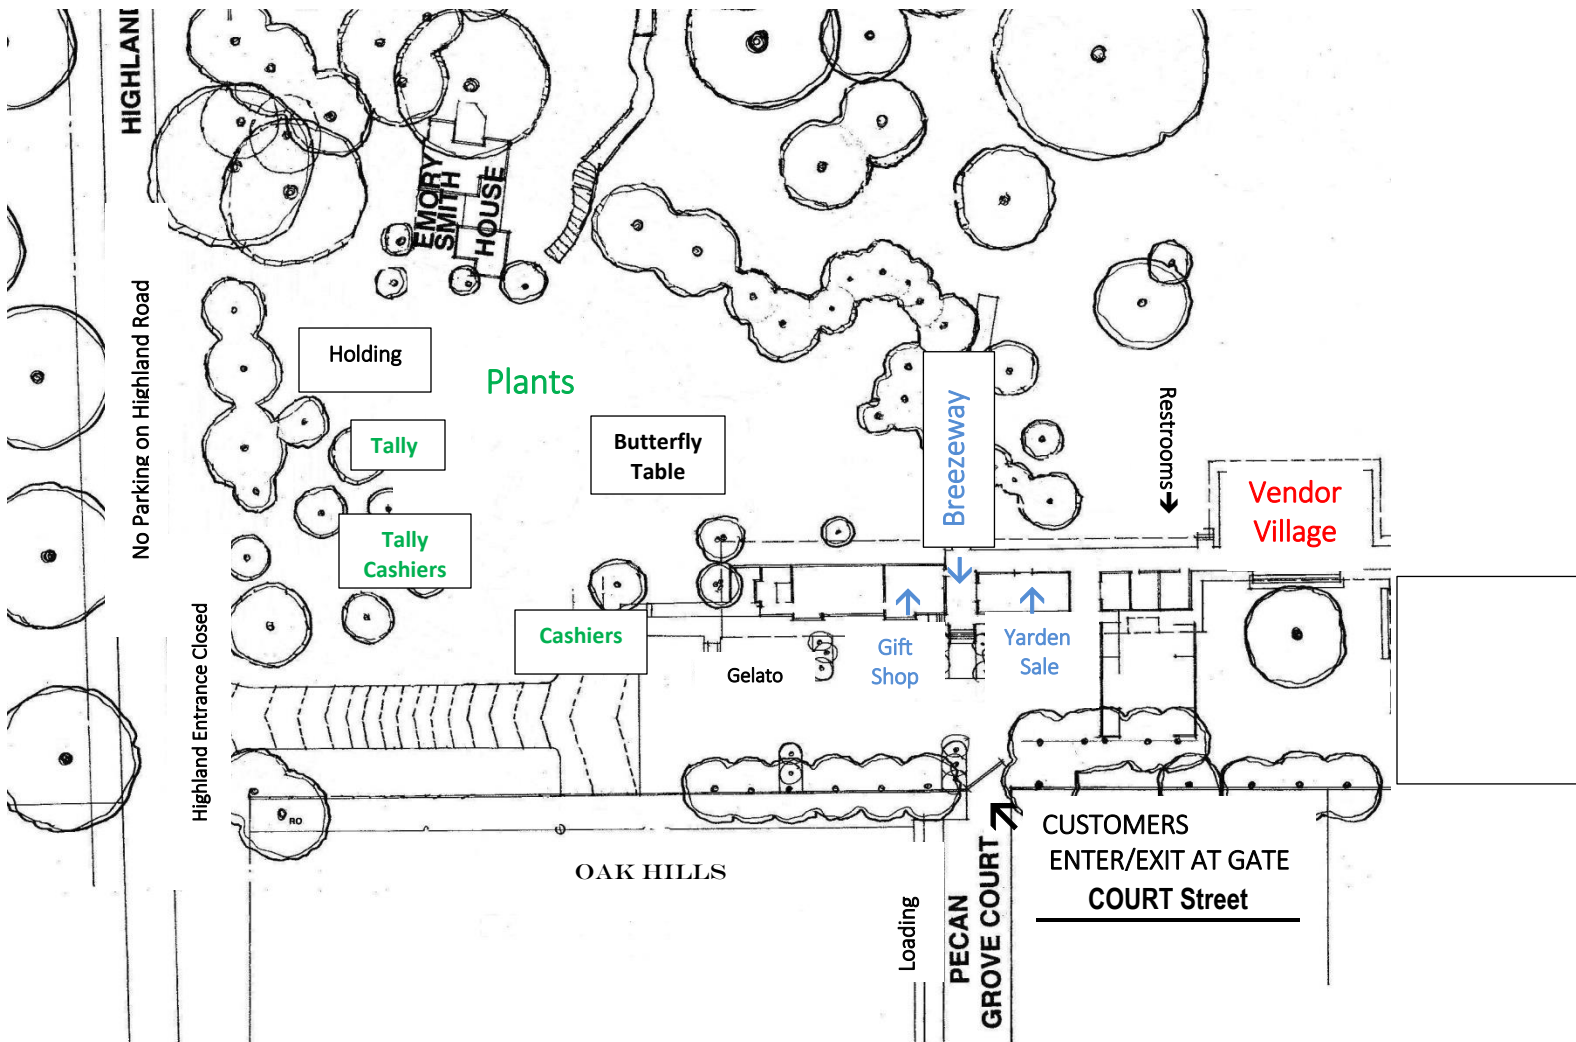 HIGHLAND
EMORY
SMITH
HOUSE
No Parking on Highland Road
Holding
Plants
Tally
Butterfly
Table
Breezeway
Restrooms
Vendor
Village
Tally
Cashiers
Cashiers
Gelato
Gift
Shop
Yarden
Sale
Highland Entrance Closed
RD
OAK HILLS
Loading
PECAN
GROVE COURT
CUSTOMERS
ENTER/EXIT AT GATE
COURT Street